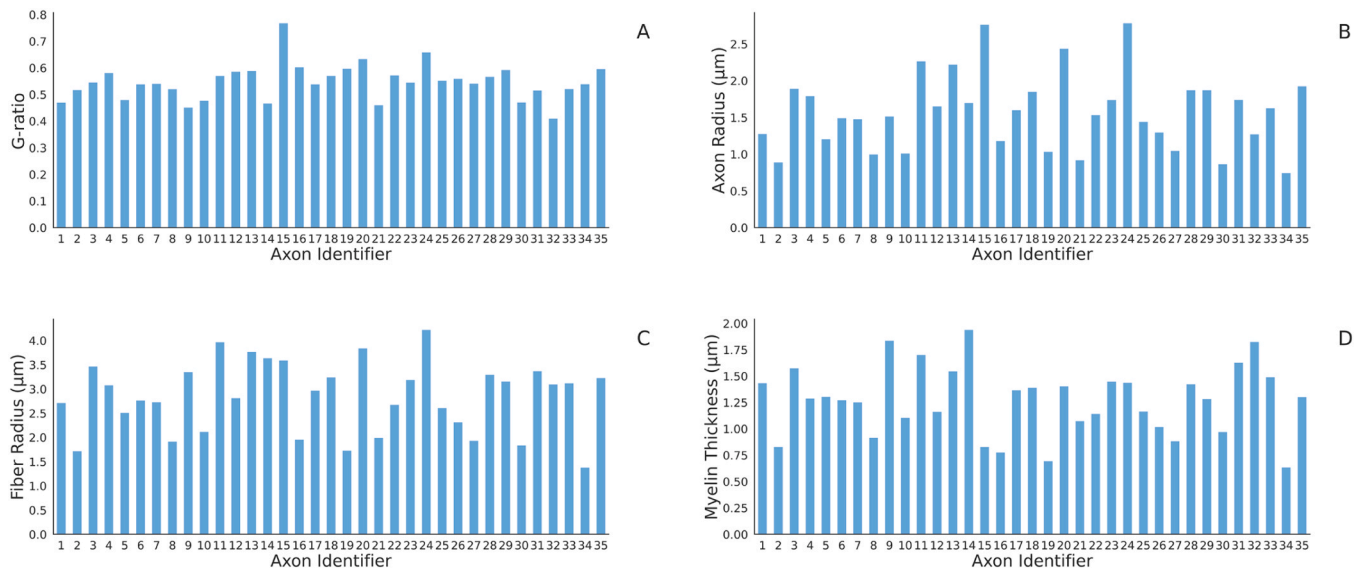 A
G-ratio
0.8
0.7
0.6
0.5
0.4
0.3
0.2
0.1
0.0
1 2 3 4 5 6 7 8 9 10 11 12 13 14 15 16 17 18 19 20 21 22 23 24 25 26 27 28 29 30 31 32 33 34 35
Axon Identifier
B
Axon Radius (µm)
2.5
2.0
1.5
1.0
0.5
0.0
1 2 3 4 5 6 7 8 9 10 11 12 13 14 15 16 17 18 19 20 21 22 23 24 25 26 27 28 29 30 31 32 33 34 35
Axon Identifier
C
Fiber Radius (µm)
4.0
3.5
3.0
2.5
2.0
1.5
1.0
0.5
0.0
1 2 3 4 5 6 7 8 9 10 11 12 13 14 15 16 17 18 19 20 21 22 23 24 25 26 27 28 29 30 31 32 33 34 35
Axon Identifier
D
Myelin Thickness (µm)
2.00
1.75
1.50
1.25
1.00
0.75
0.50
0.25
0.00
1 2 3 4 5 6 7 8 9 10 11 12 13 14 15 16 17 18 19 20 21 22 23 24 25 26 27 28 29 30 31 32 33 34 35
Axon Identifier